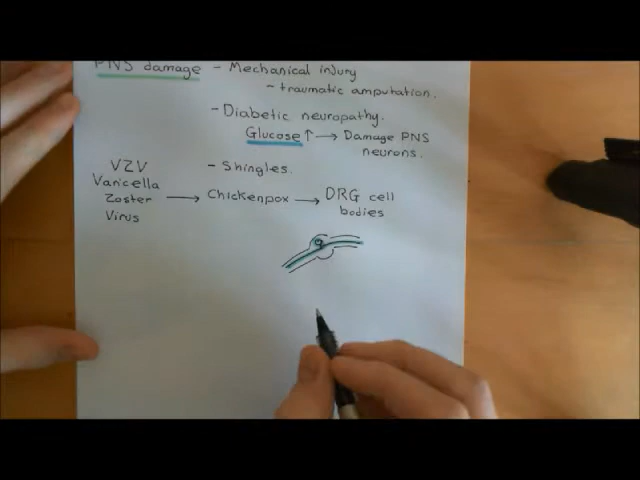 PNS damage - Mechanical injury
- traumatic amputation.
- Diabetic neuropathy.
Glucose ↑ → Damage PNS
neurons.
- Shingles.
VZV
Varicella
Zoster
Virus
→ Chickenpox → DRG cell
bodies